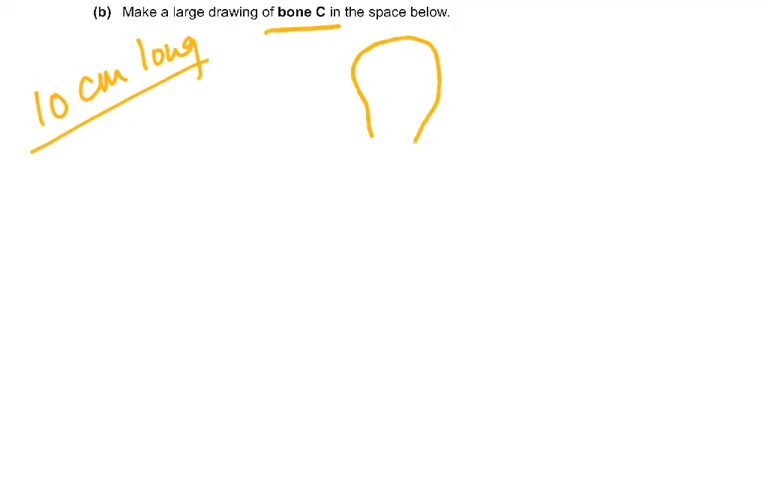 (b) Make a large drawing of bone C in the space below.
10 cm long